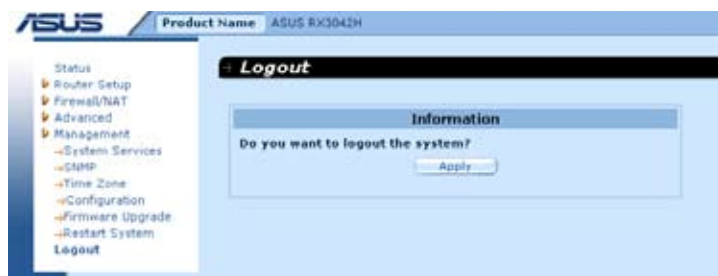 ASUS Product Name ASUS RX3042H
Status
Router Setup
Firewall/NAT
Advanced
Management
System Services
SNMP
Time Zone
Configuration
Firmware Upgrade
Restart System
Logout
Logout
Information
Do you want to logout the system?
Apply